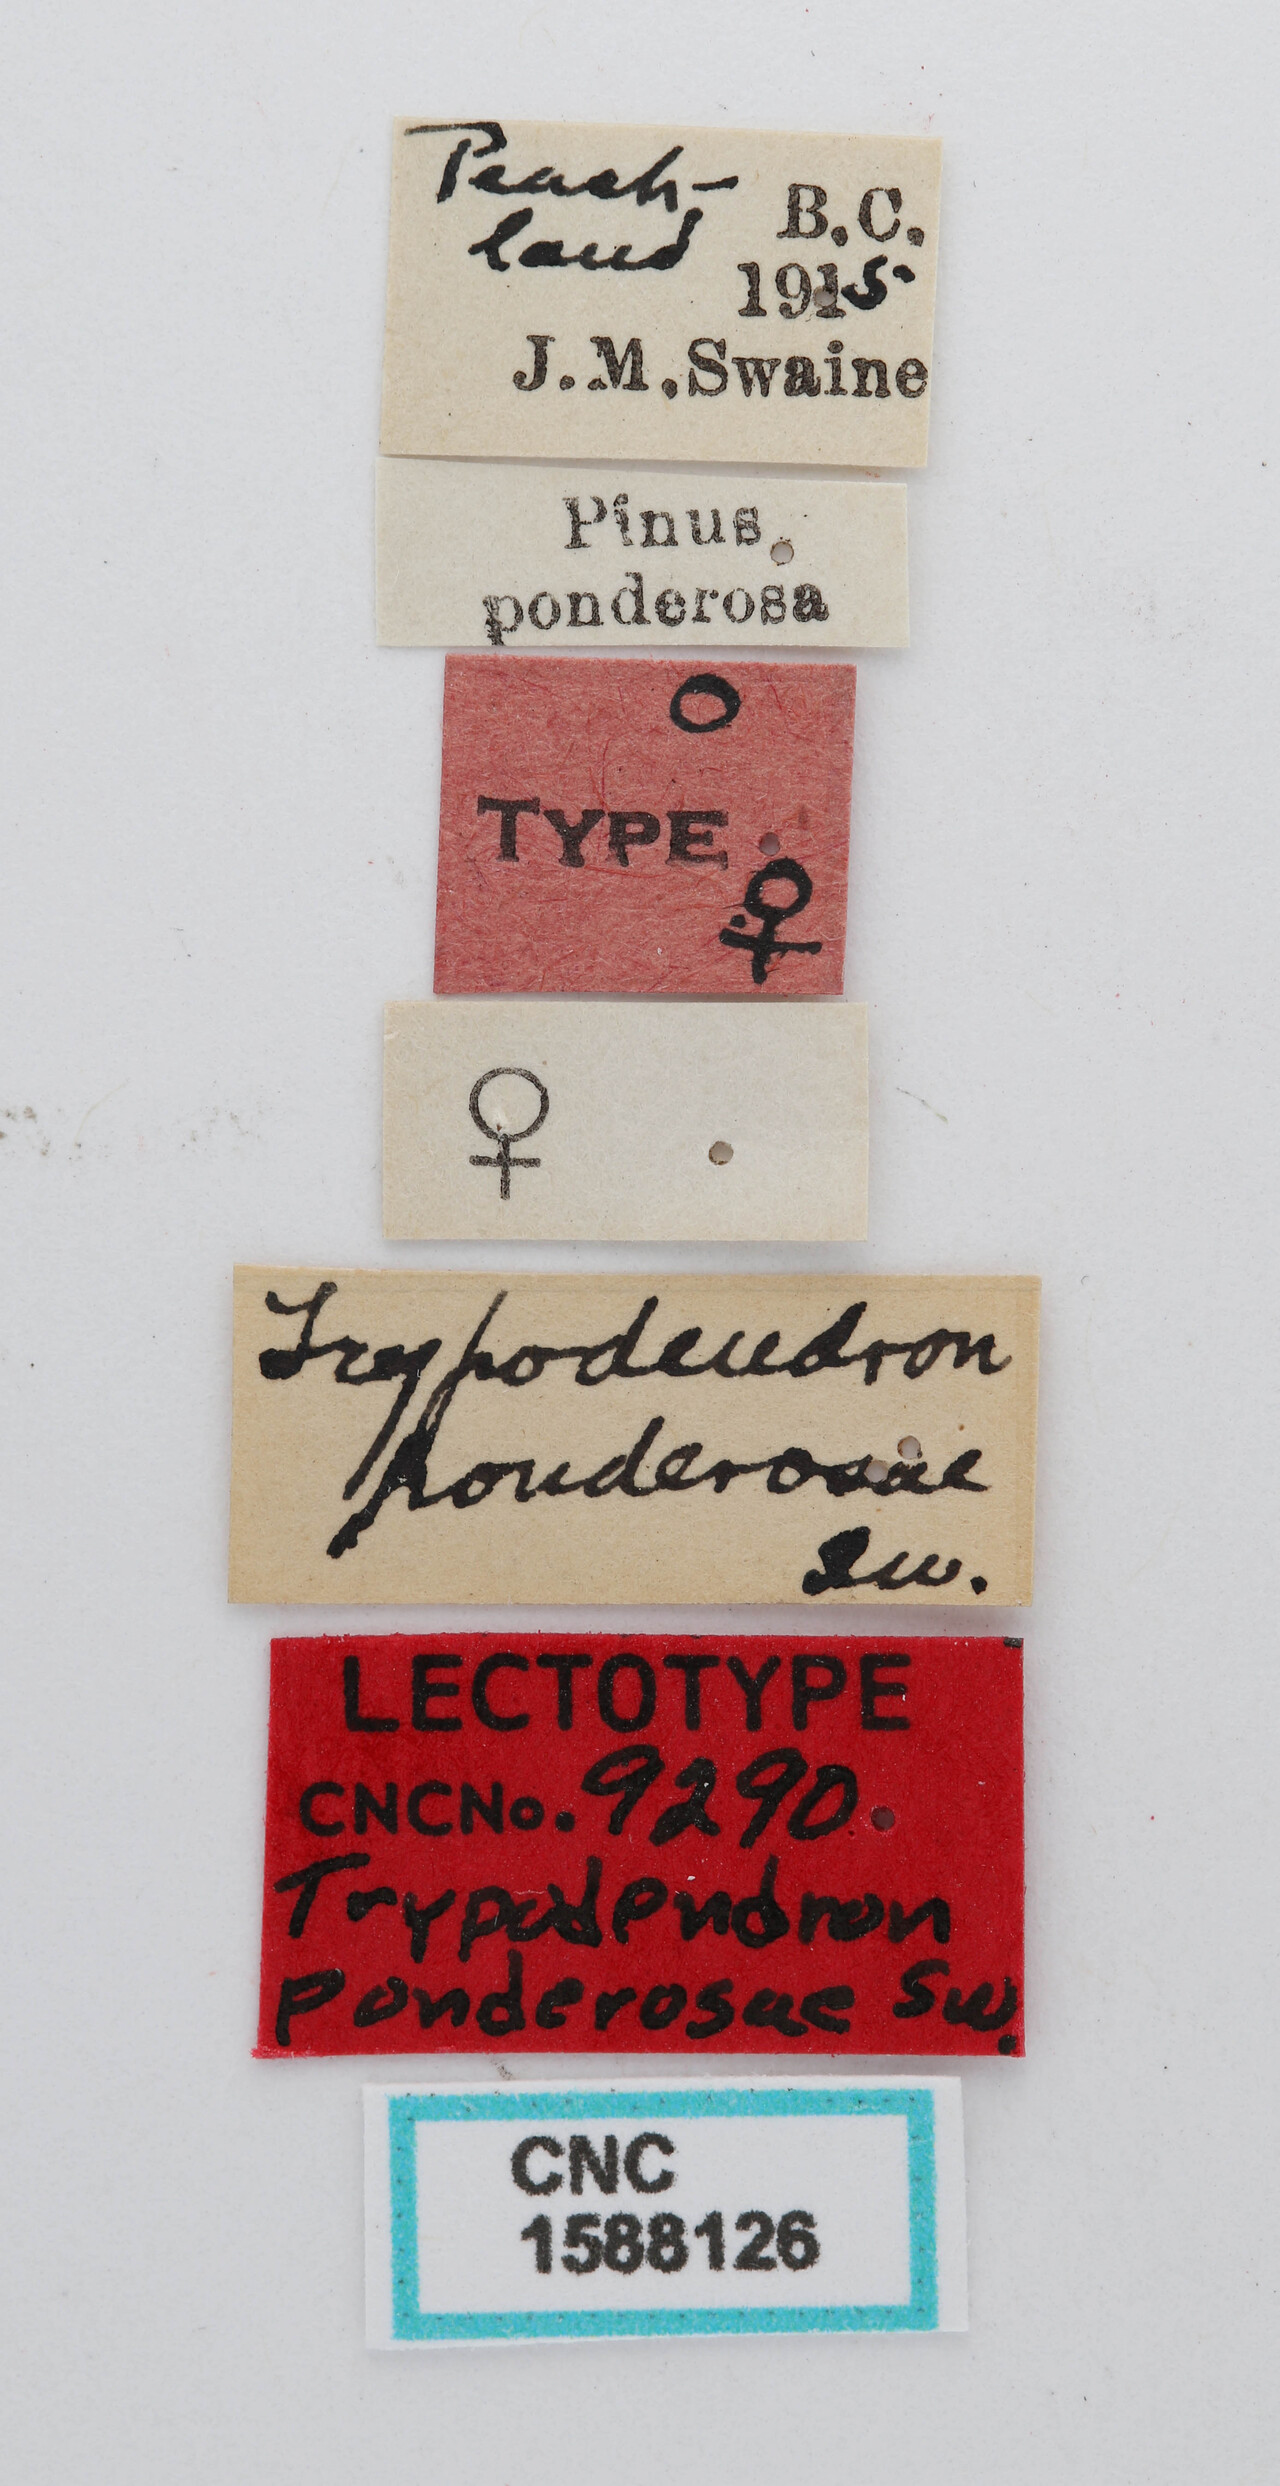 Peach-
land B.C.
1915
J.M.Swaine
Pinus
ponderosa
O
TYPE
♀
♀
Trypodendron
ponderosae
Sw.
LECTOTYPE
CNCNo. 9290
Trypodendron
ponderosae Sw.
CNC
1588126